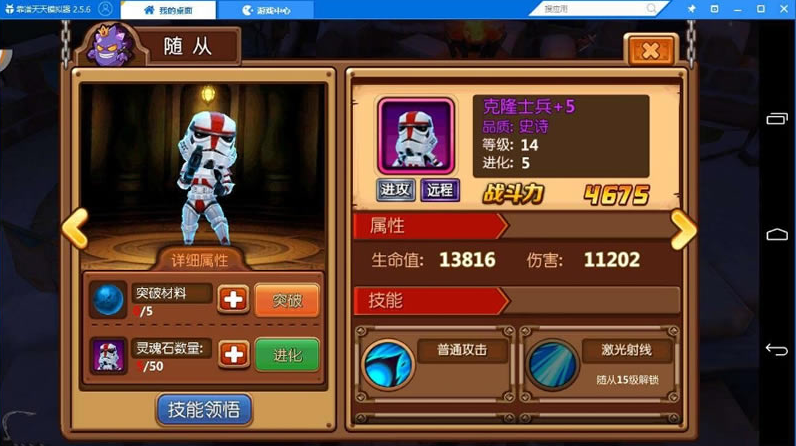 靠谱天天模拟器 2.5.6
我的桌面
游戏中心
搜应用
随从
克隆士兵+5
品质: 史诗
等级: 14
进化: 5
进攻
远程
战斗力
4675
属性
生命值: 13816
伤害: 11202
技能
普通攻击
激光射线
随从15级解锁
详细属性
突破材料
/5
突破
灵魂石数量:
/50
进化
技能领悟